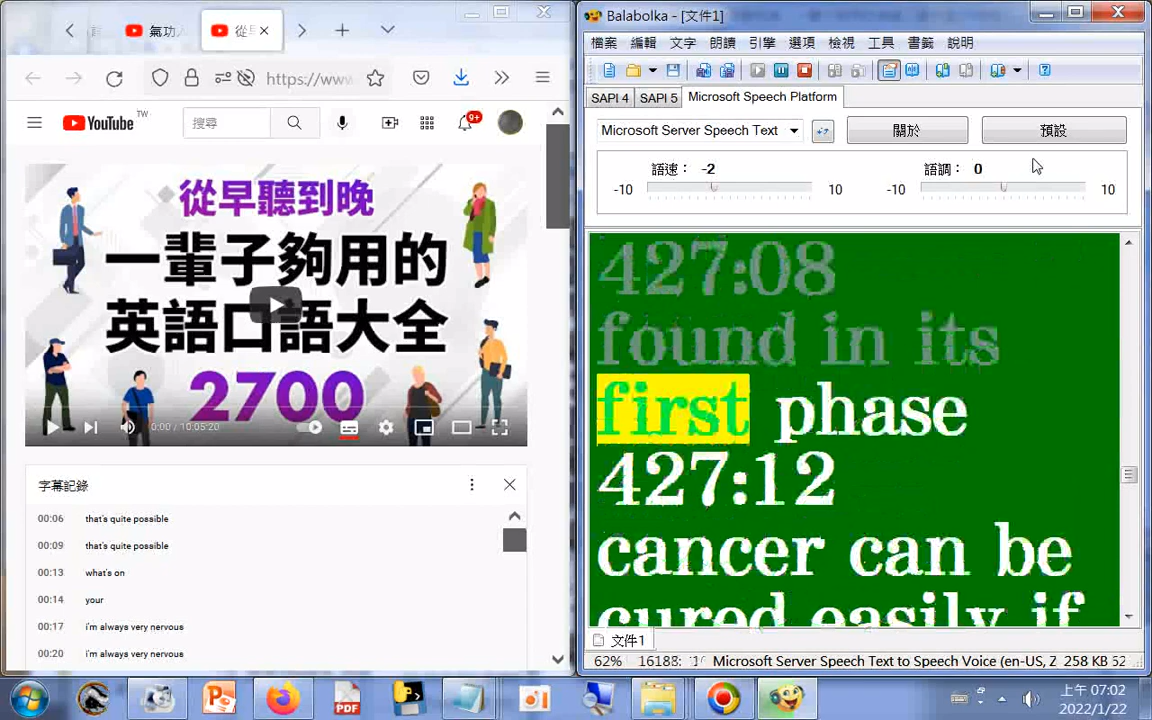 氣功
從
https://www
YouTube TW
搜尋
9+
從早聽到晚
一輩子夠用的
英語口語大全
2700
0:00 / 10:05:20
字幕記錄
00:06 that's quite possible
00:09 that's quite possible
00:13 what's on
00:14 your
00:17 i'm always very nervous
00:20 i'm always very nervous
Balabolka - [文件1]
檔案 編輯 文字 朗讀 引擎 選項 檢視 工具 書籤 說明
SAPI 4 SAPI 5 Microsoft Speech Platform
Microsoft Server Speech Text 關於 預設
語速： -2 語調： 0
-10 10 -10 10
427:08
found in its
first phase
427:12
cancer can be
cured easily if
文件1
62% 16188: Microsoft Server Speech Text to Speech Voice (en-US, Z 258 KB 52
PDF
上午 07:02
2022/1/22